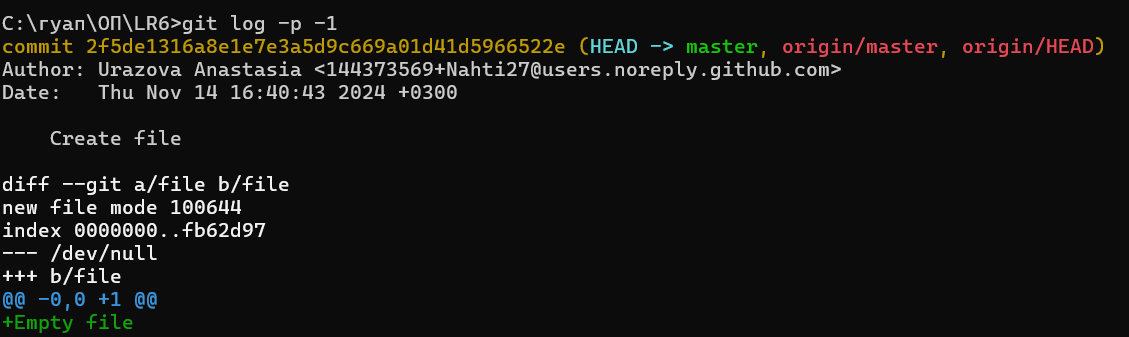 C:\гуап\ОП\LR6>git log -p -1
commit 2f5de1316a8e1e7e3a5d9c669a01d41d5966522e (HEAD -> master, origin/master, origin/HEAD)
Author: Urazova Anastasia <144373569+Nahti27@users.noreply.github.com>
Date:   Thu Nov 14 16:40:43 2024 +0300
    Create file
diff --git a/file b/file
new file mode 100644
index 0000000..fb62d97
--- /dev/null
+++ b/file
@@ -0,0 +1 @@
+Empty file